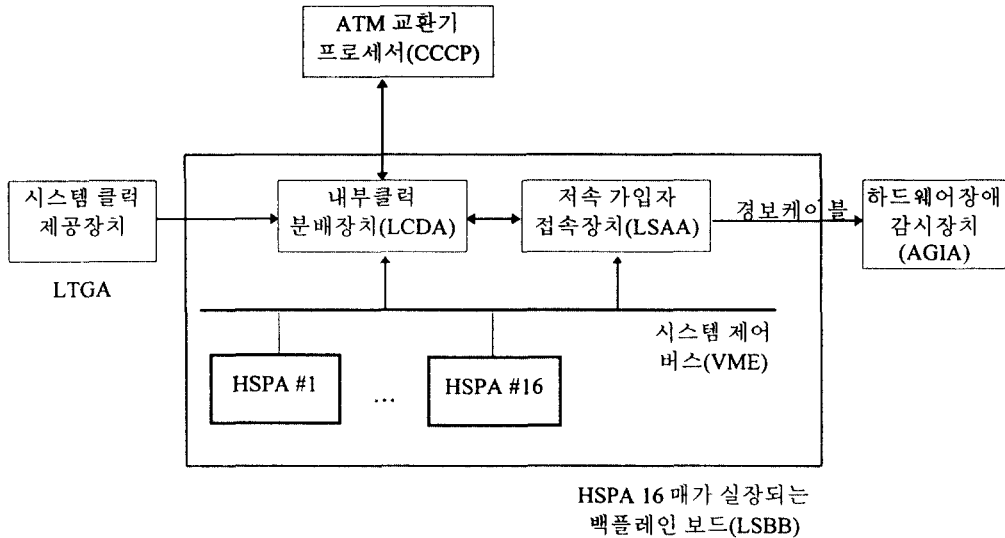 ATM 교환기
프로세서(CCCP)
시스템 클럭
제공장치
LTGA
내부클럭
분배장치(LCDA)
저속 가입자
접속장치(LSAA)
경보케이블
하드웨어장애
감시장치
(AGIA)
시스템 제어
버스(VME)
HSPA #1
...
HSPA #16
HSPA 16 매가 실장되는
백플레인 보드(LSBB)